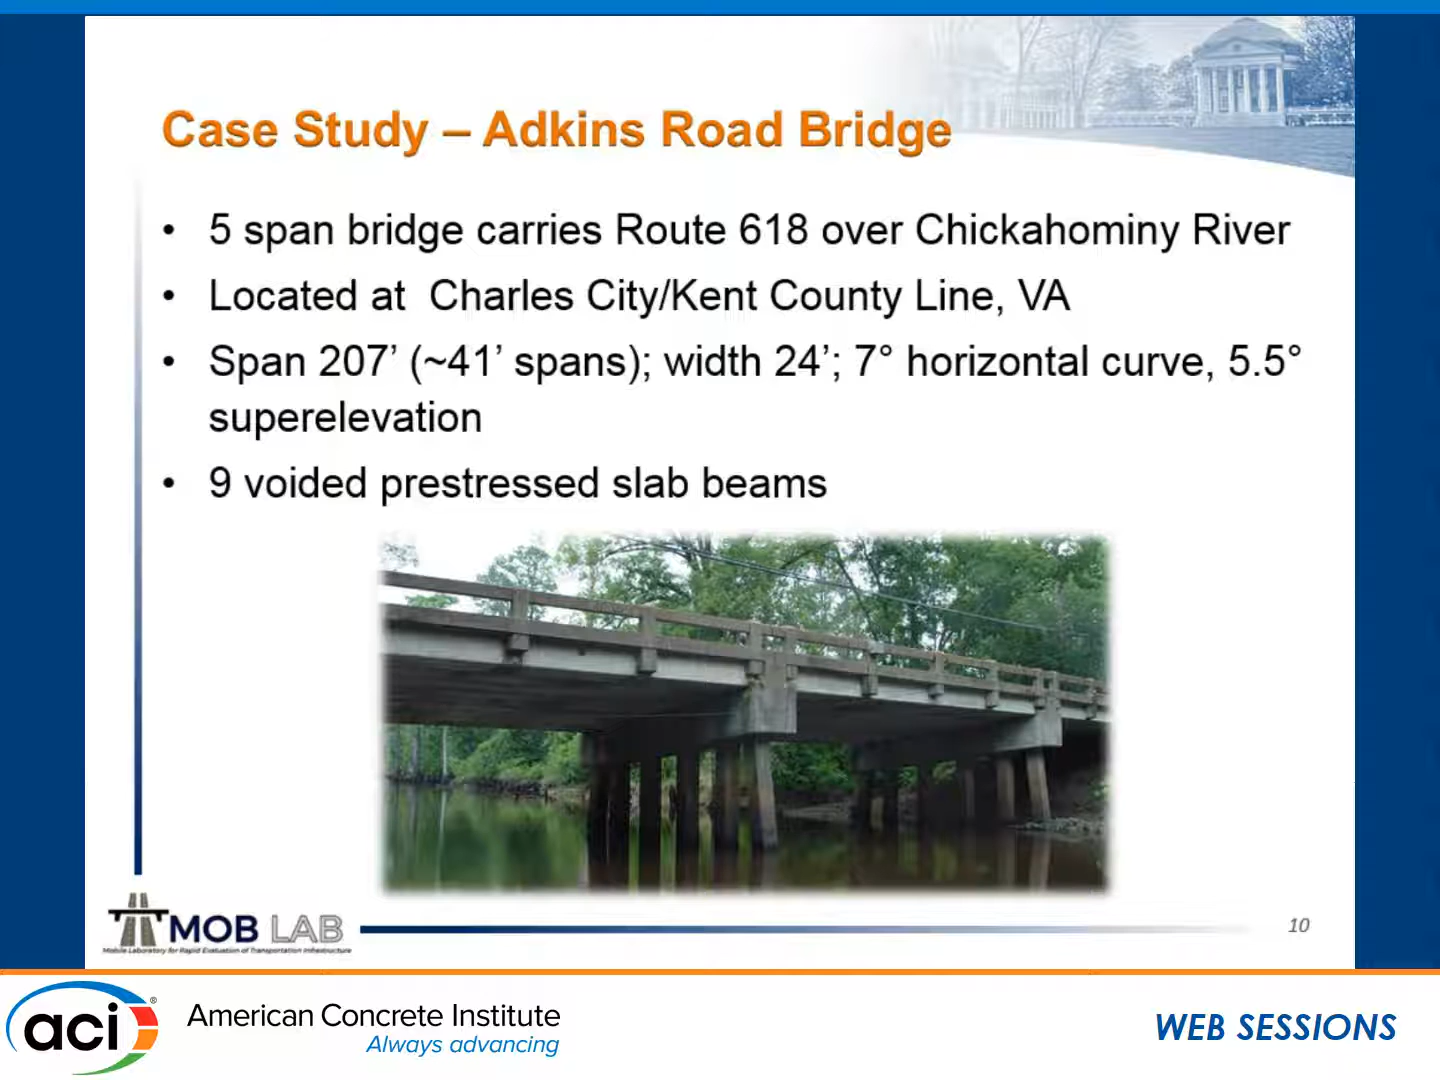 Case Study – Adkins Road Bridge
• 5 span bridge carries Route 618 over Chickahominy River
• Located at  Charles City/Kent County Line, VA
• Span 207’ (~41’ spans); width 24’; 7° horizontal curve, 5.5°
superelevation
• 9 voided prestressed slab beams
MOB LAB
Mobile Laboratory for Rapid Evaluation of Transportation Infrastructure
10
aci®
American Concrete Institute
Always advancing
WEB SESSIONS